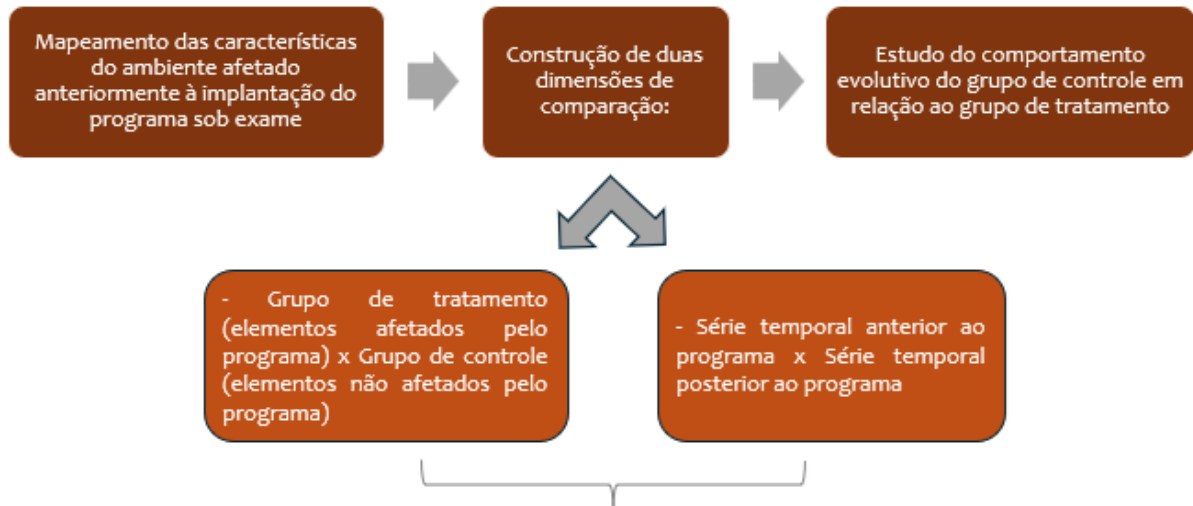 Mapeamento das características
do ambiente afetado
anteriormente à implantação do
programa sob exame
Construção de duas
dimensões de
comparação:
Estudo do comportamento
evolutivo do grupo de controle em
relação ao grupo de tratamento
- Grupo de tratamento
(elementos afetados pelo
programa) x Grupo de controle
(elementos não afetados pelo
programa)
- Série temporal anterior ao
programa x Série temporal
posterior ao programa